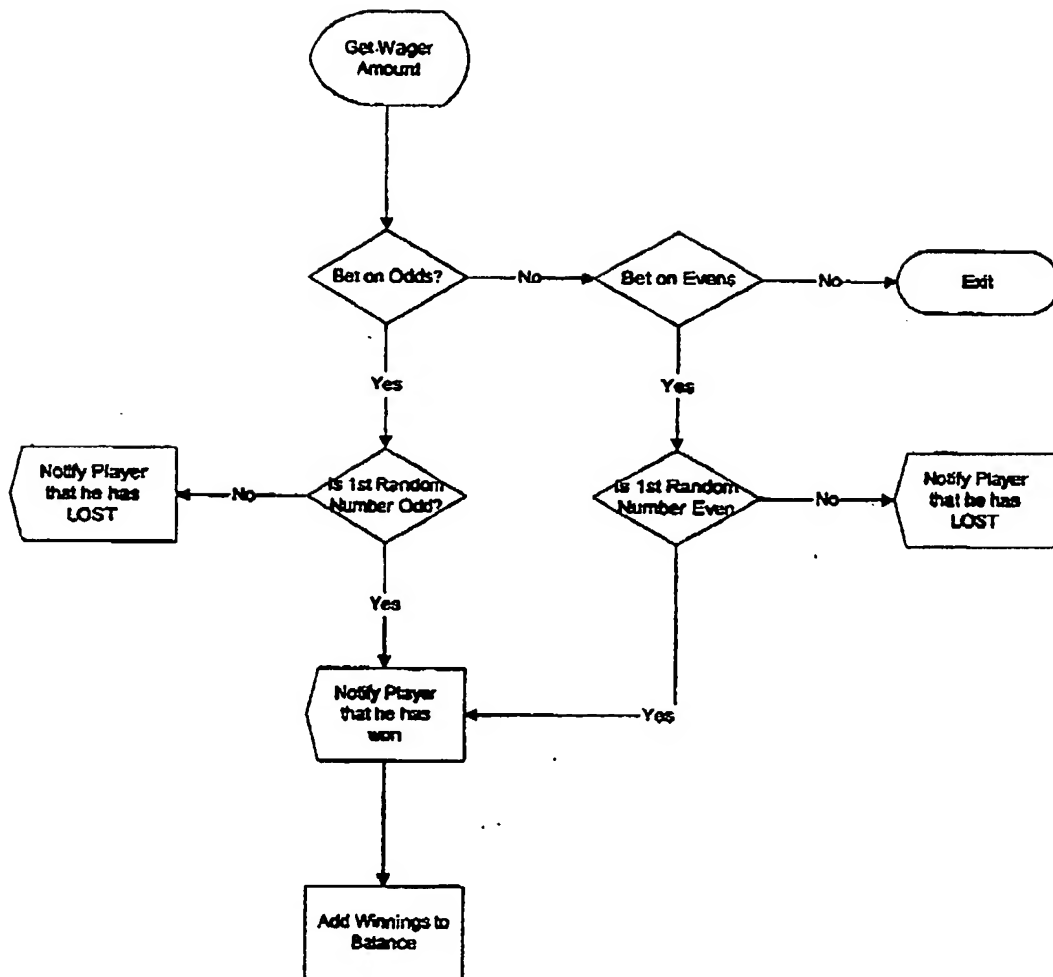 Get Wager
Amount
Bet on Odds?
No
Bet on Evens
No
Exit
Yes
Yes
Notify Player
that he has
LOST
No
Is 1st Random
Number Odd?
Is 1st Random
Number Even
No
Notify Player
that he has
LOST
Yes
Notify Player
that he has
won
Yes
Add Winnings to
Balance